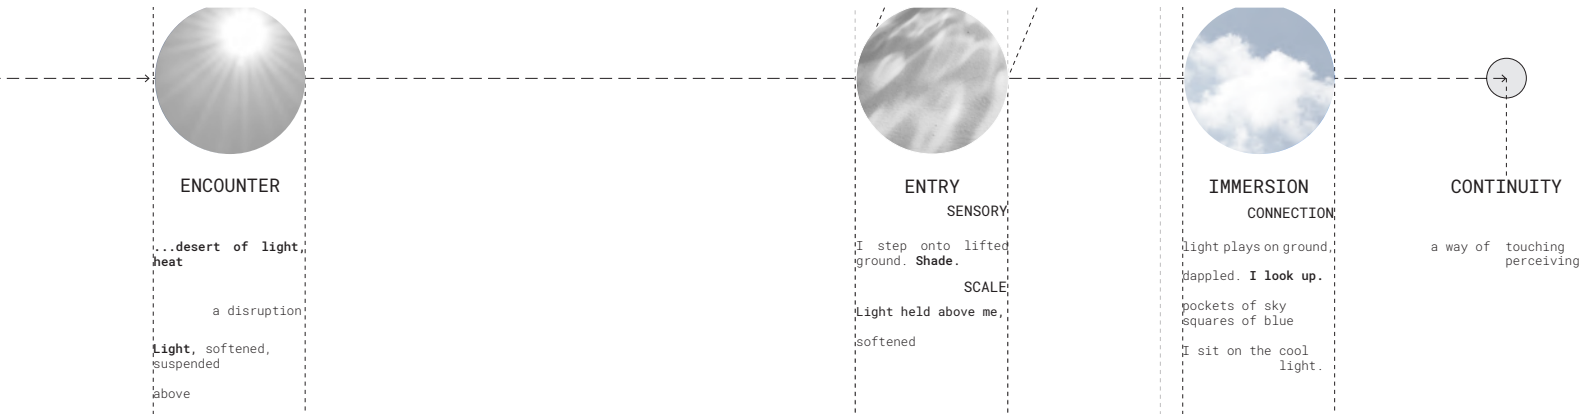 ENCOUNTER
...desert of light,
heat
a disruption
Light, softened,
suspended
above
ENTRY
SENSORY
I step onto lifted
ground. Shade.
SCALE
Light held above me,
softened
IMMERSION
CONNECTION
light plays on ground,
dappled. I look up.
pockets of sky
squares of blue
I sit on the cool
light.
CONTINUITY
a way of touching
perceiving